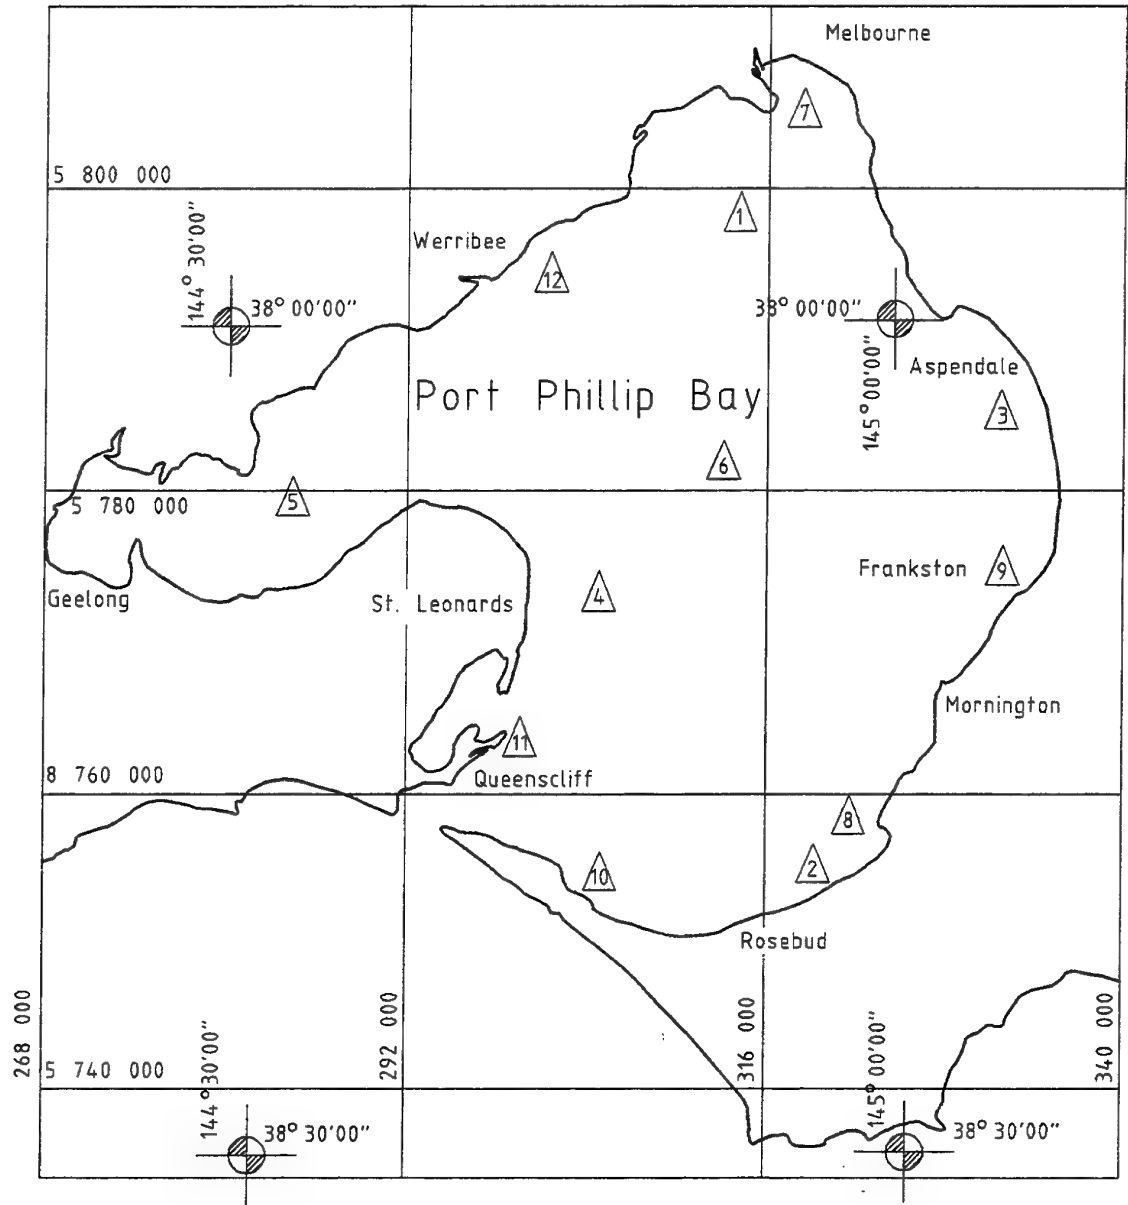 Melbourne
7
5 800 000
1
144° 30'00"
Werribee
12
38° 00'00"
38° 00'00"
Aspendale
145° 00'00"
Port Phillip Bay
3
6
5
5 780 000
Frankston
9
Geelong
St. Leonards
4
Mornington
11
8 760 000
Queenscliff
8
2
10
Rosebud
268 000
292 000
316 000
340 000
5 740 000
144° 30'00"
38° 30'00"
145° 00'00"
38° 30'00"